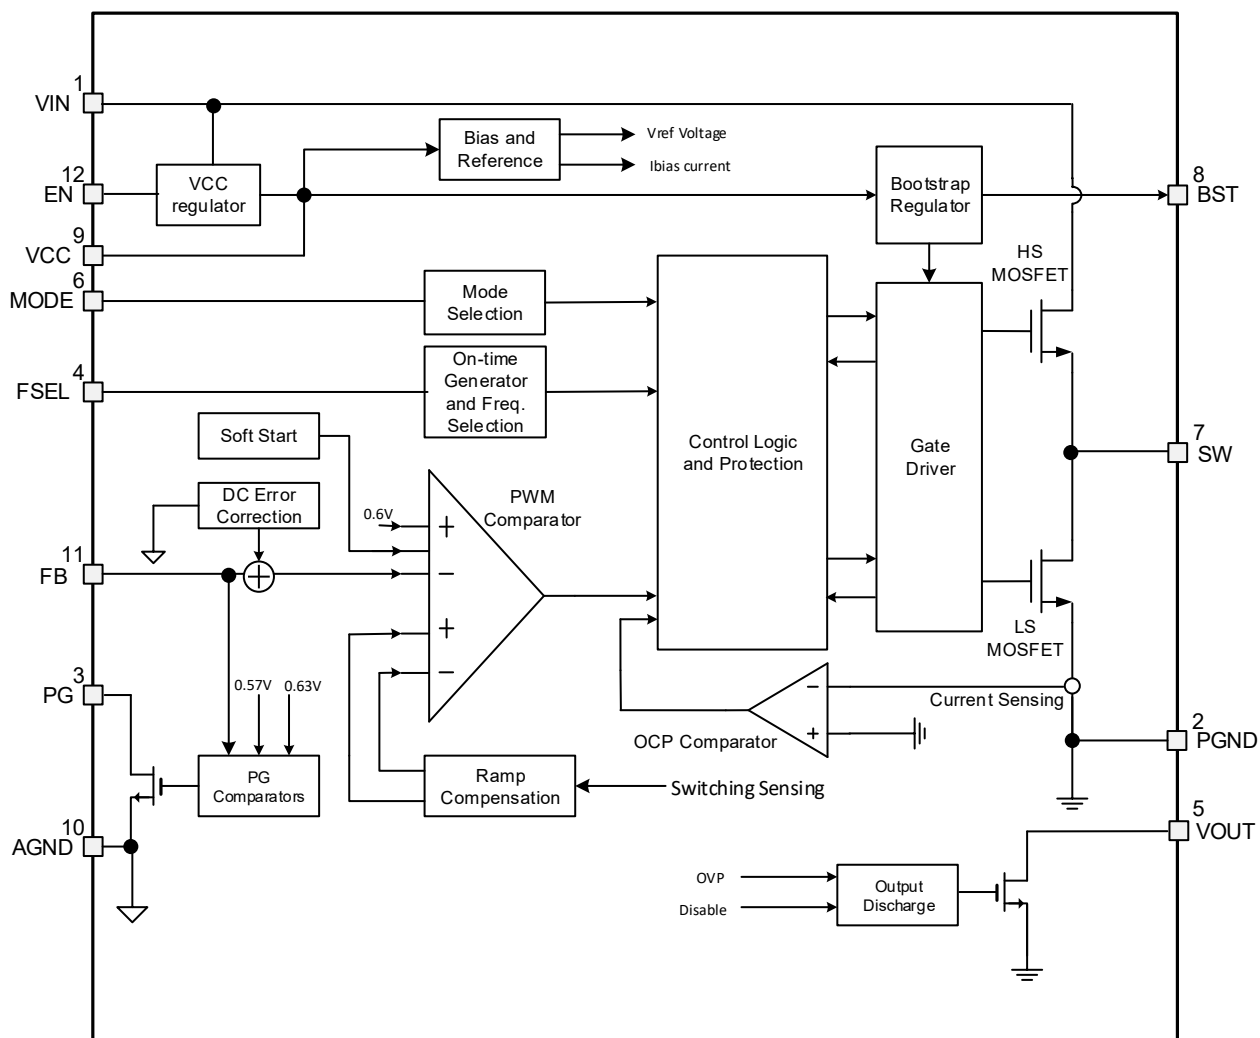 1
VIN
12
EN
9
VCC
6
MODE
4
FSEL
11
FB
3
PG
10
AGND
VCC
regulator
Bias and
Reference
Vref Voltage
Ibias current
Bootstrap
Regulator
8
BST
HS
MOSFET
Mode
Selection
On-time
Generator
and Freq.
Selection
Soft Start
DC Error
Correction
0.6V
PWM
Comparator
+
−
+
−
Control Logic
and Protection
Gate
Driver
7
SW
LS
MOSFET
0.57V
0.63V
PG
Comparators
Ramp
Compensation
Switching Sensing
OCP Comparator
−
+
Current Sensing
2
PGND
5
VOUT
OVP
Disable
Output
Discharge